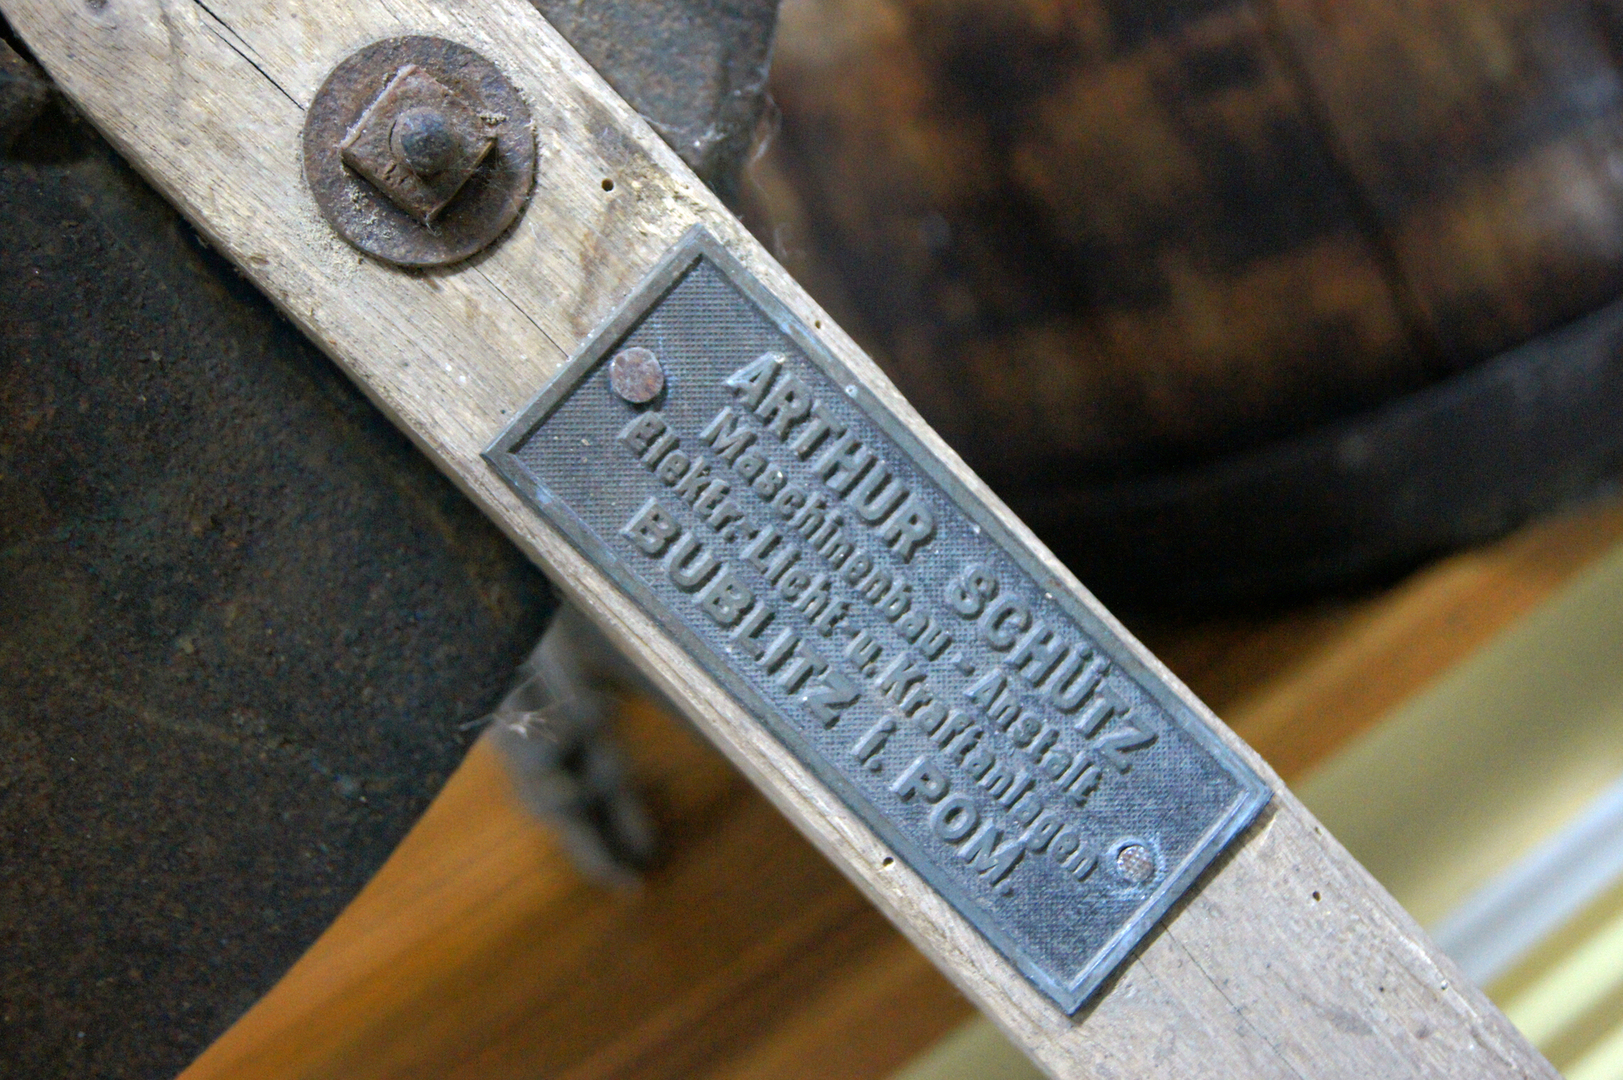 ARTHUR SCHÜTZ
Maschinenbau-Anstalt
Elektr. Licht- u. Kraftanlagen
BUBLITZ i. POM.